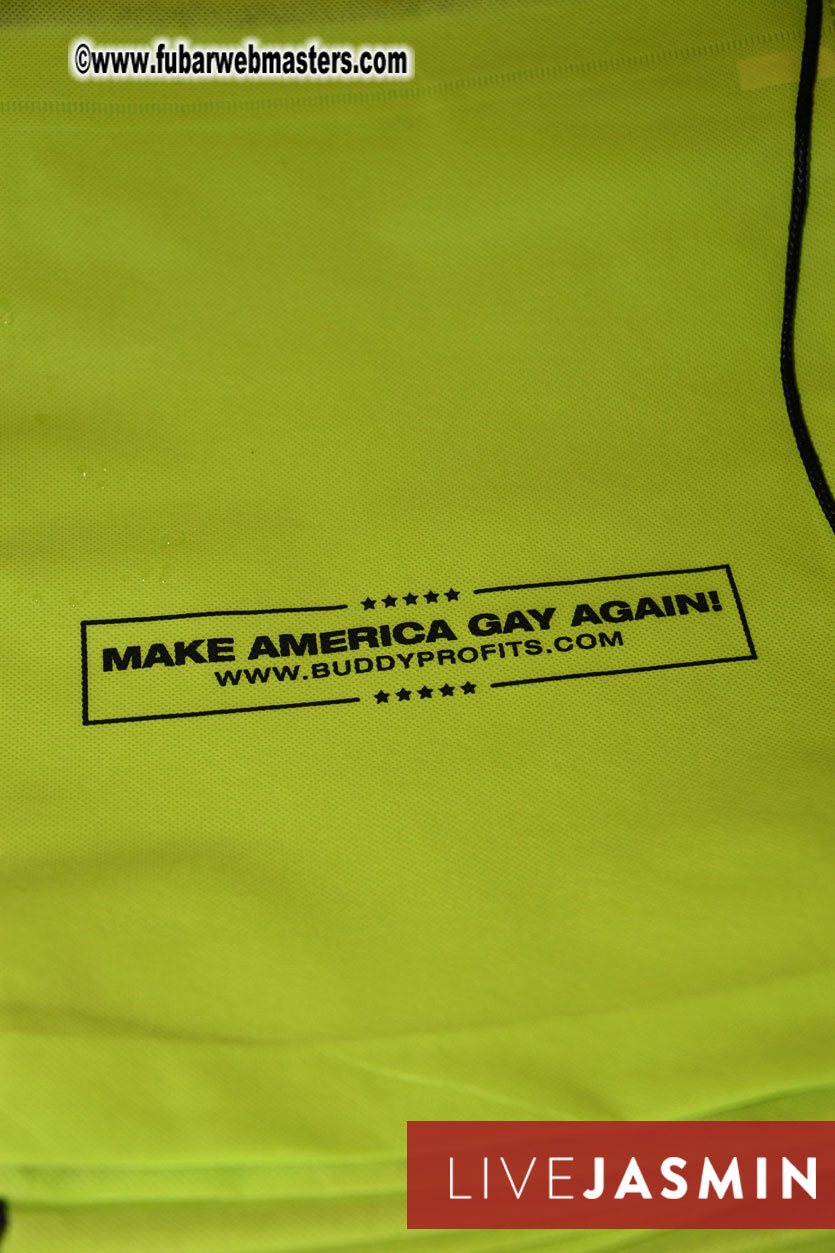 ©www.fubarwebmasters.com
MAKE AMERICA GAY AGAIN!
WWW.BUDDYPROFITS.COM
LIVEJASMIN